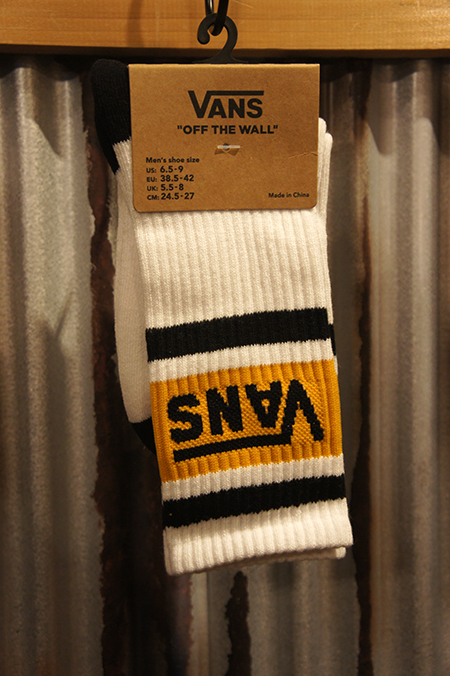 VANS
"OFF THE WALL"
Men's shoe size
US: 6.5-9
EU: 38.5-42
UK: 5.5-8
CM: 24.5-27
Made in China
VANS